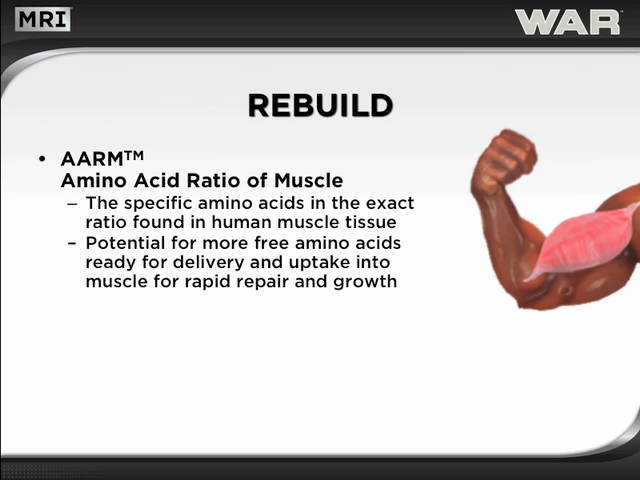 MRI
WAR
REBUILD
• AARM™
Amino Acid Ratio of Muscle
– The specific amino acids in the exact
ratio found in human muscle tissue
– Potential for more free amino acids
ready for delivery and uptake into
muscle for rapid repair and growth